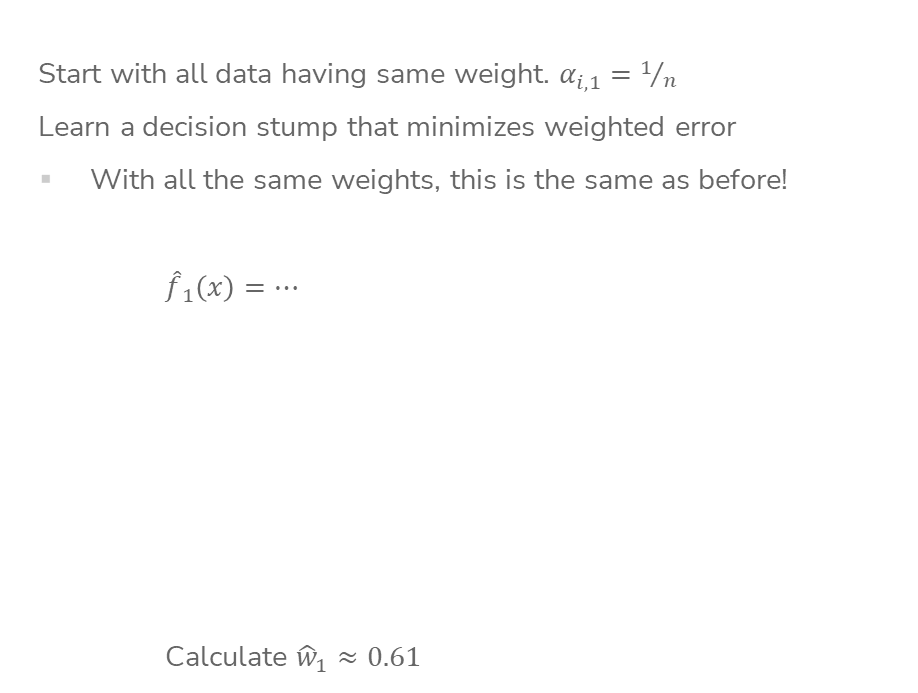 Start with all data having same weight. α_{i,1} = 1/n
Learn a decision stump that minimizes weighted error
▪ With all the same weights, this is the same as before!
f̂_1(x) = ⋯
Calculate ŵ_1 ≈ 0.61